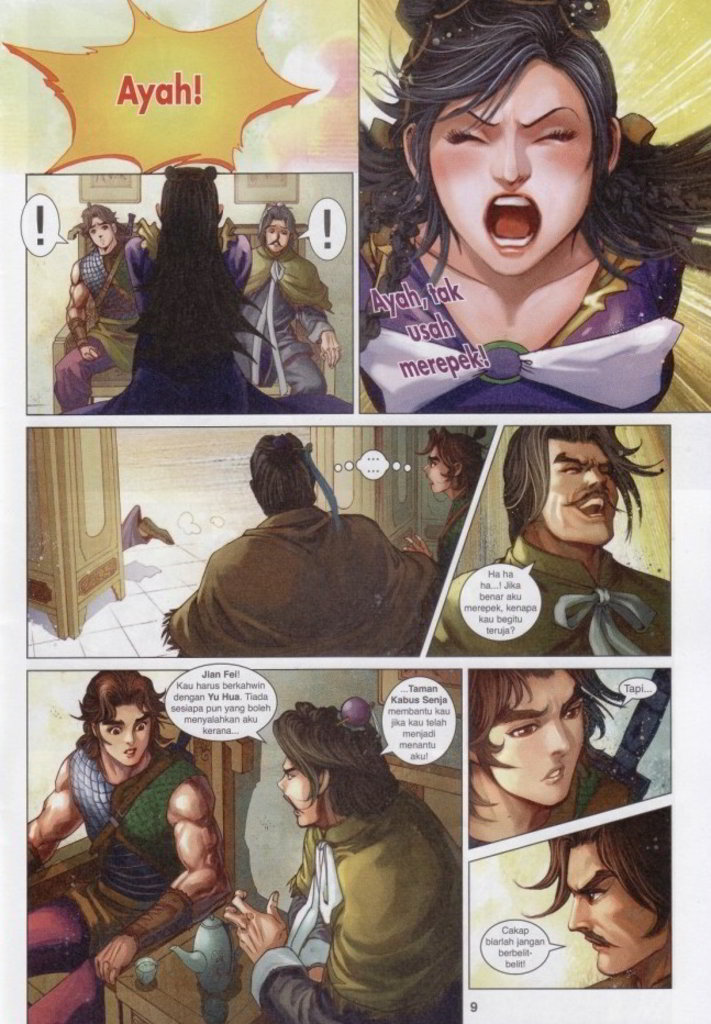 Ayah!
!
!
Ayah, tak
usah
merepek!
...
Ha ha
ha...! Jika
benar aku
merepek, kenapa
kau begitu
teruja?
Jian Fei!
Kau harus berkahwin
dengan Yu Hua. Tiada
sesiapa pun yang boleh
menyalahkan aku
kerana...
...Taman
Kabus Senja
membantu kau
jika kau telah
menjadi
menantu
aku!
Tapi...
Cakap
biarlah jangan
berbelit-
belit!
9